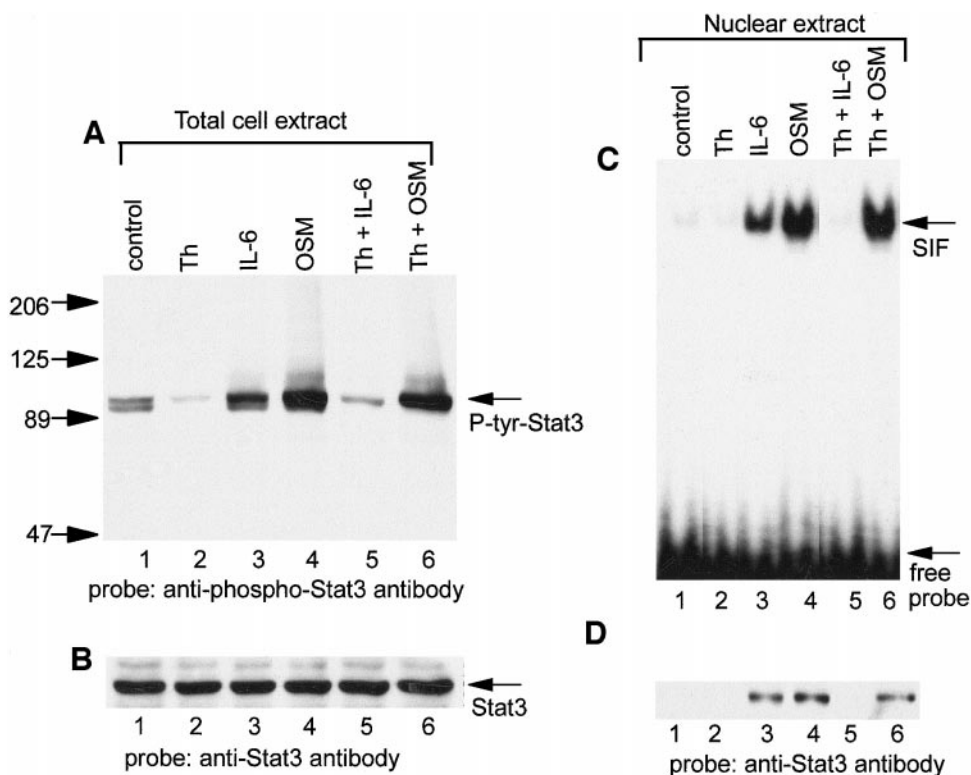 A
Total cell extract
control
Th
IL-6
OSM
Th + IL-6
Th + OSM
206
125
89
47
P-tyr-Stat3
1 2 3 4 5 6
probe: anti-phospho-Stat3 antibody
B
Stat3
1 2 3 4 5 6
probe: anti-Stat3 antibody
Nuclear extract
C
control
Th
IL-6
OSM
Th + IL-6
Th + OSM
SIF
free
probe
1 2 3 4 5 6
D
1 2 3 4 5 6
probe: anti-Stat3 antibody